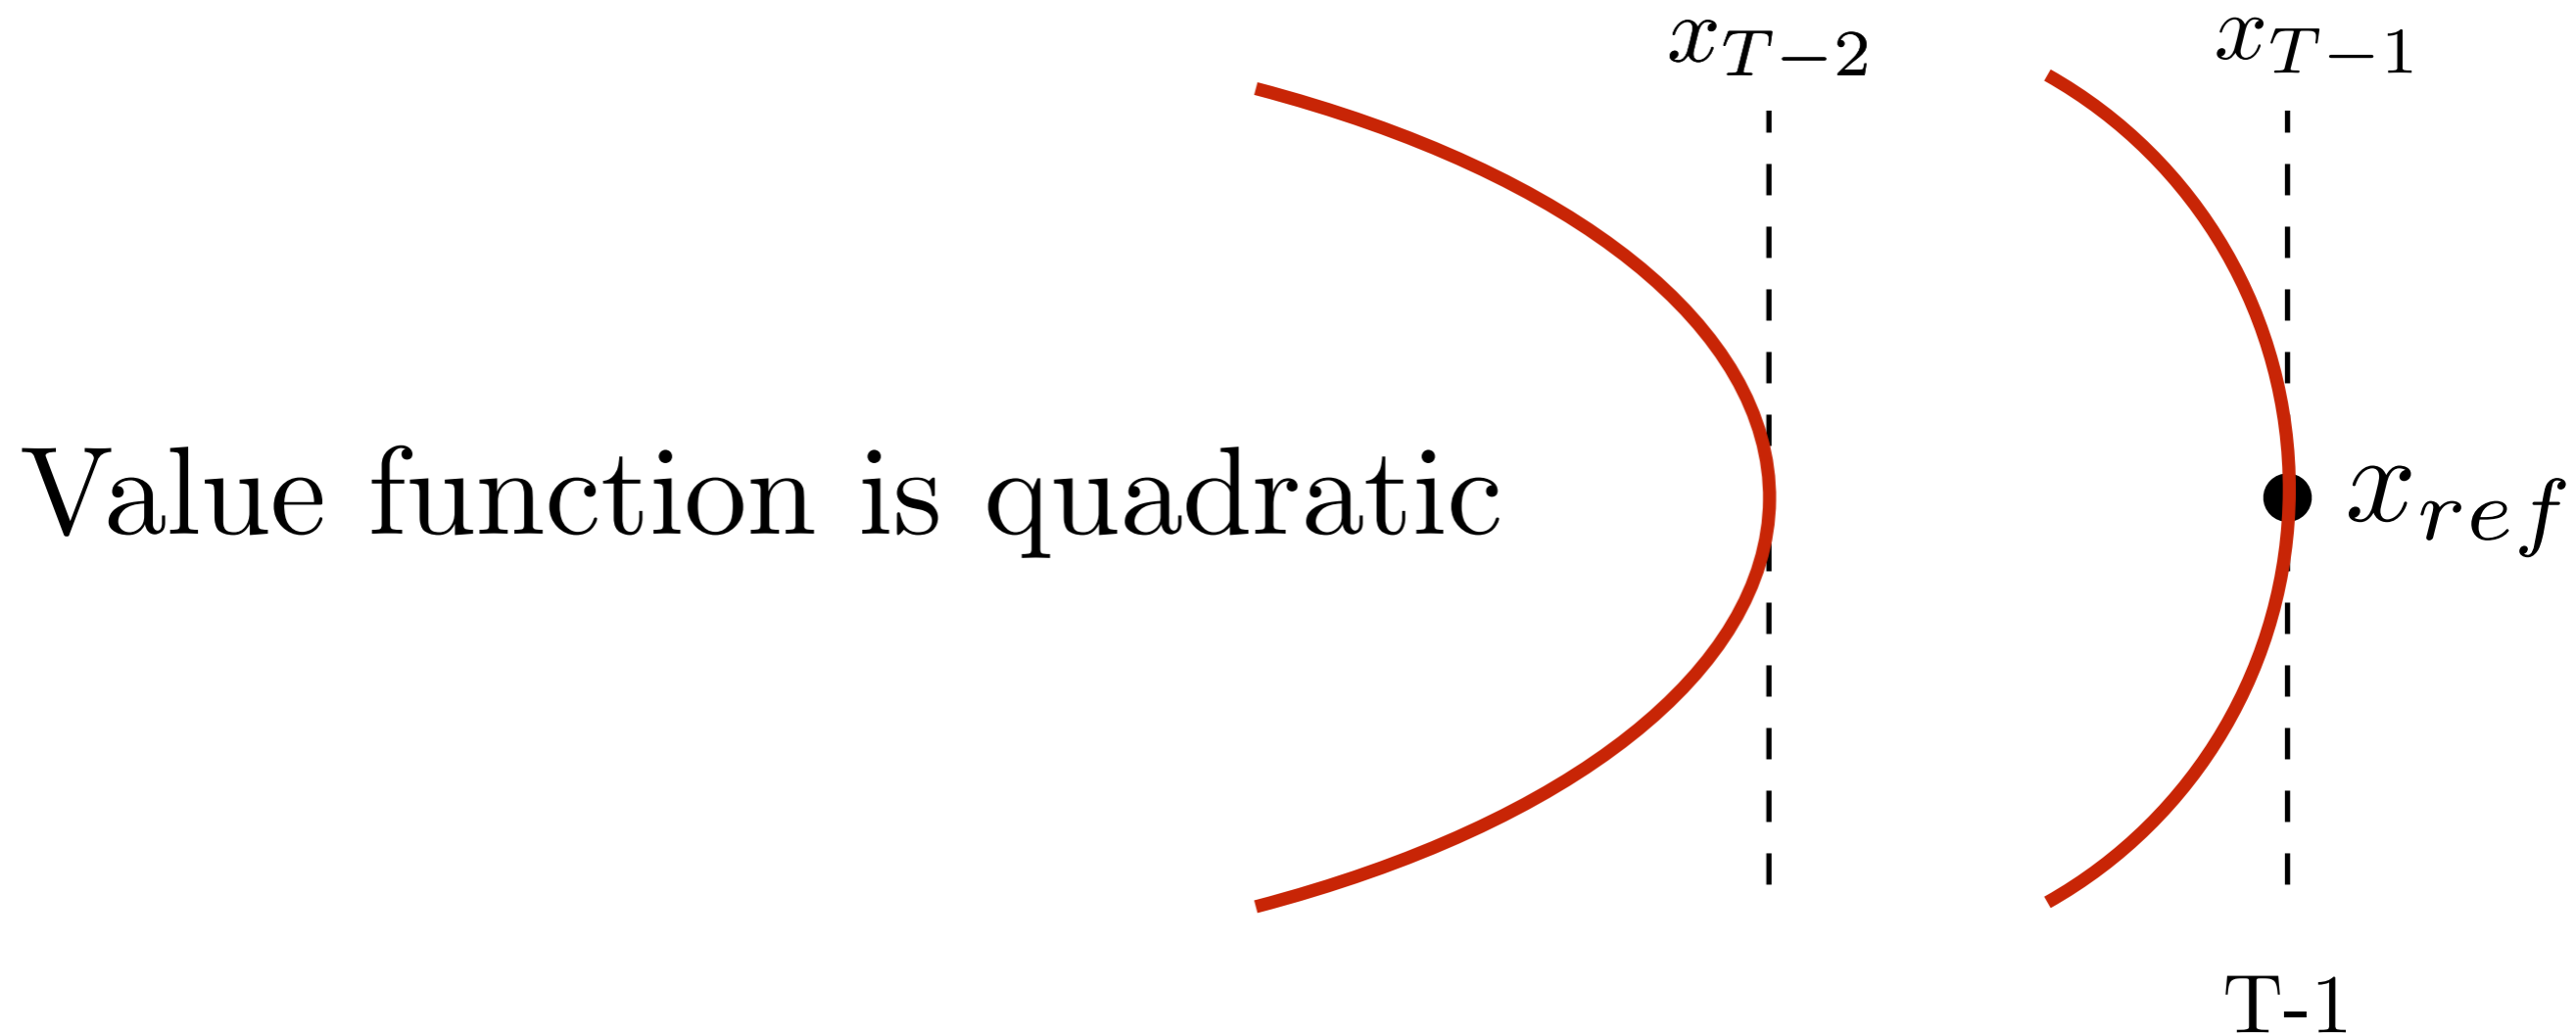 x_{T-2} x_{T-1}
Value function is quadratic x_{ref}
T-1